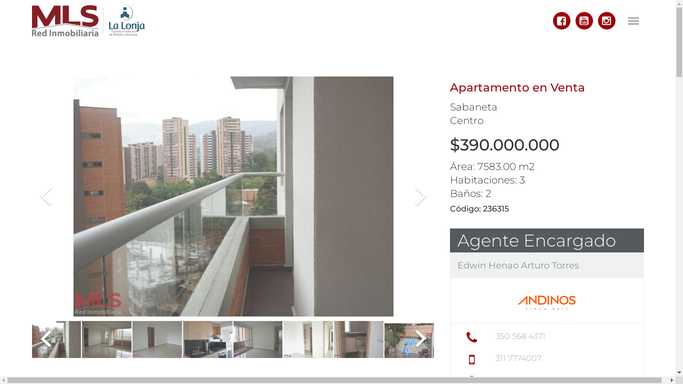 MLS
Red Inmobiliaria
La Lonja
Apartamento en Venta
Sabaneta
Centro
$390.000.000
Área: 7583.00 m2
Habitaciones: 3
Baños: 2
Código: 236315
Agente Encargado
Edwin Henao Arturo Torres
ANDINOS
350 568 4371
311 7774007
MLS
Red Inmobiliaria